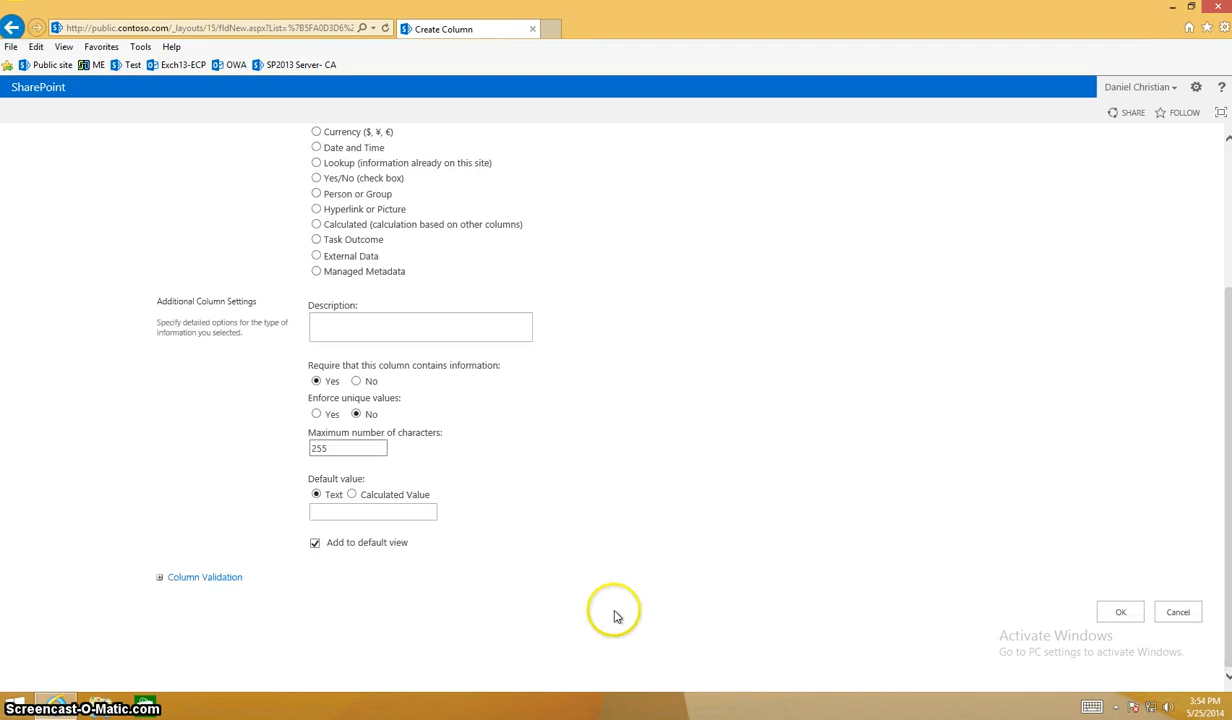 http://public.contoso.com/_layouts/15/fldNew.aspx?List=%7B5FA0D3D6%2
Create Column
File Edit View Favorites Tools Help
Public site ME Test Exch13-ECP OWA SP2013 Server- CA
SharePoint
Daniel Christian
?
SHARE FOLLOW
Currency ($, ¥, €)
Date and Time
Lookup (information already on this site)
Yes/No (check box)
Person or Group
Hyperlink or Picture
Calculated (calculation based on other columns)
Task Outcome
External Data
Managed Metadata
Additional Column Settings
Specify detailed options for the type of
information you selected.
Description:
Require that this column contains information:
Yes No
Enforce unique values:
Yes No
Maximum number of characters:
255
Default value:
Text Calculated Value
Add to default view
Column Validation
OK Cancel
Activate Windows
Go to PC settings to activate Windows.
Screencast-O-Matic.com
3:54 PM
5/25/2014